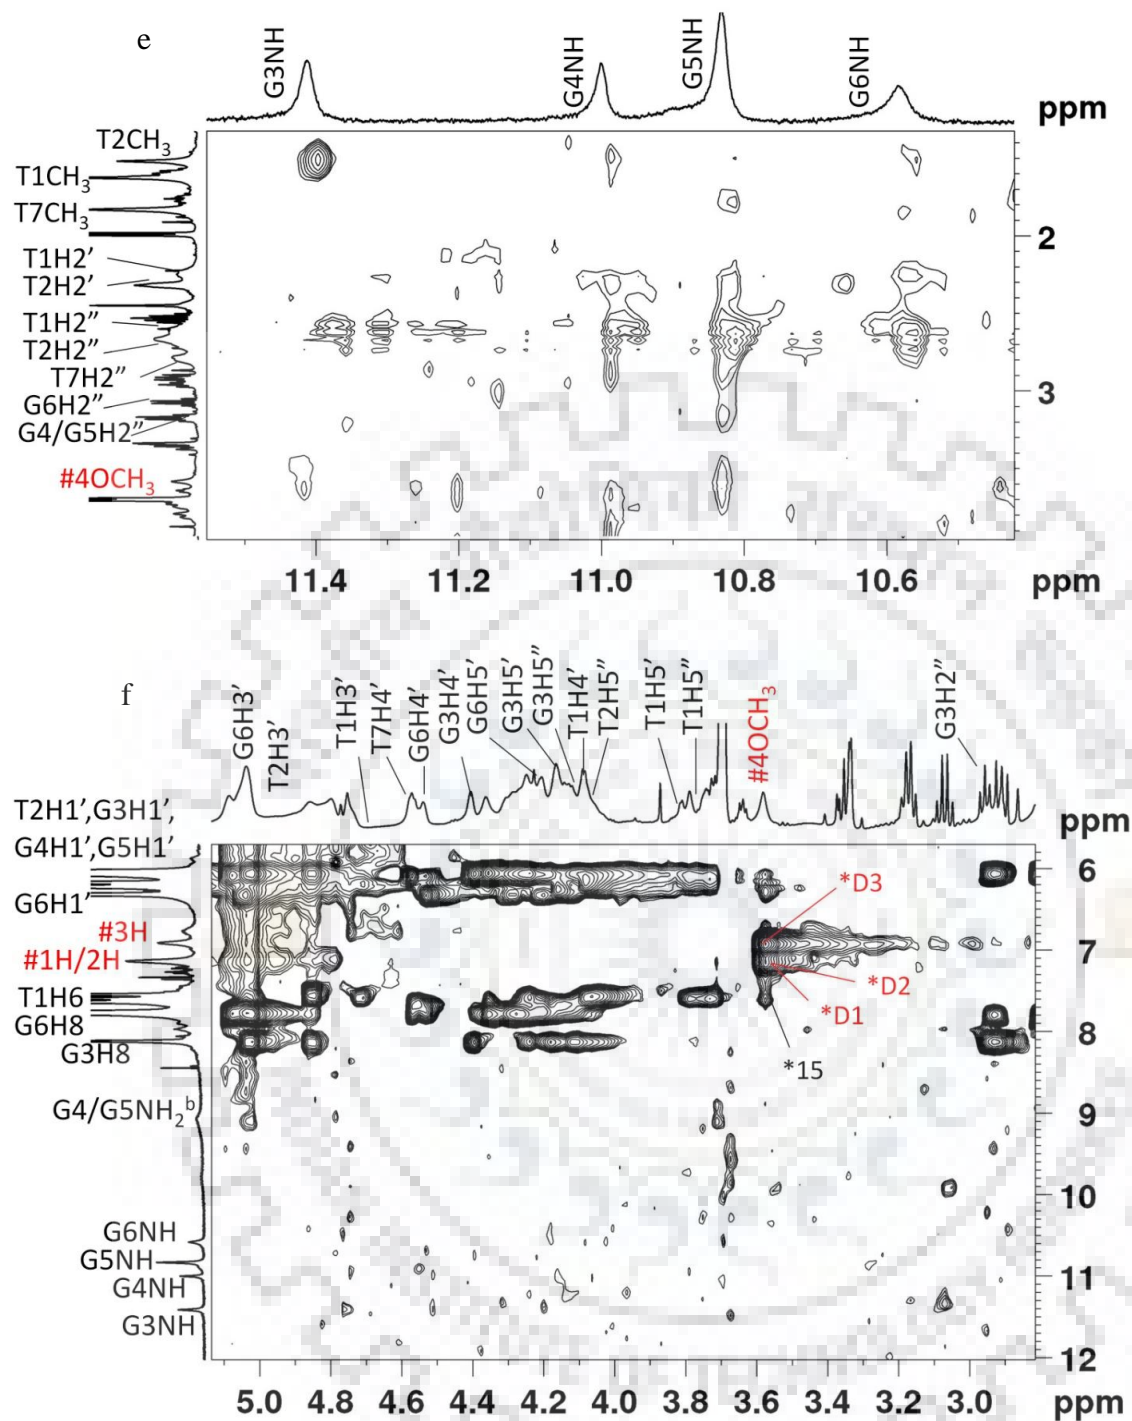 e
G3NH
G4NH
G5NH
G6NH
ppm
T2CH₃
T1CH₃
T7CH₃
T1H2’
T2H2’
T1H2”
T2H2”
T7H2”
G6H2”
G4/G5H2”
#4OCH₃
2
3
11.4 11.2 11.0 10.8 10.6 ppm
f
G6H3’
T2H3’
T1H3’
T7H4’
G6H4’
G3H4’
G6H5’
G3H5’
G3H5”
T1H4’
T2H5”
T1H5’
T1H5”
#4OCH₃
G3H2”
ppm
T2H1’,G3H1’,
G4H1’,G5H1’
G6H1’
#3H
#1H/2H
T1H6
G6H8
G3H8
G4/G5NH₂ᵇ
G6NH
G5NH
G4NH
G3NH
*D3
*D2
*D1
*15
6
7
8
9
10
11
12
5.0 4.8 4.6 4.4 4.2 4.0 3.8 3.6 3.4 3.2 3.0 ppm